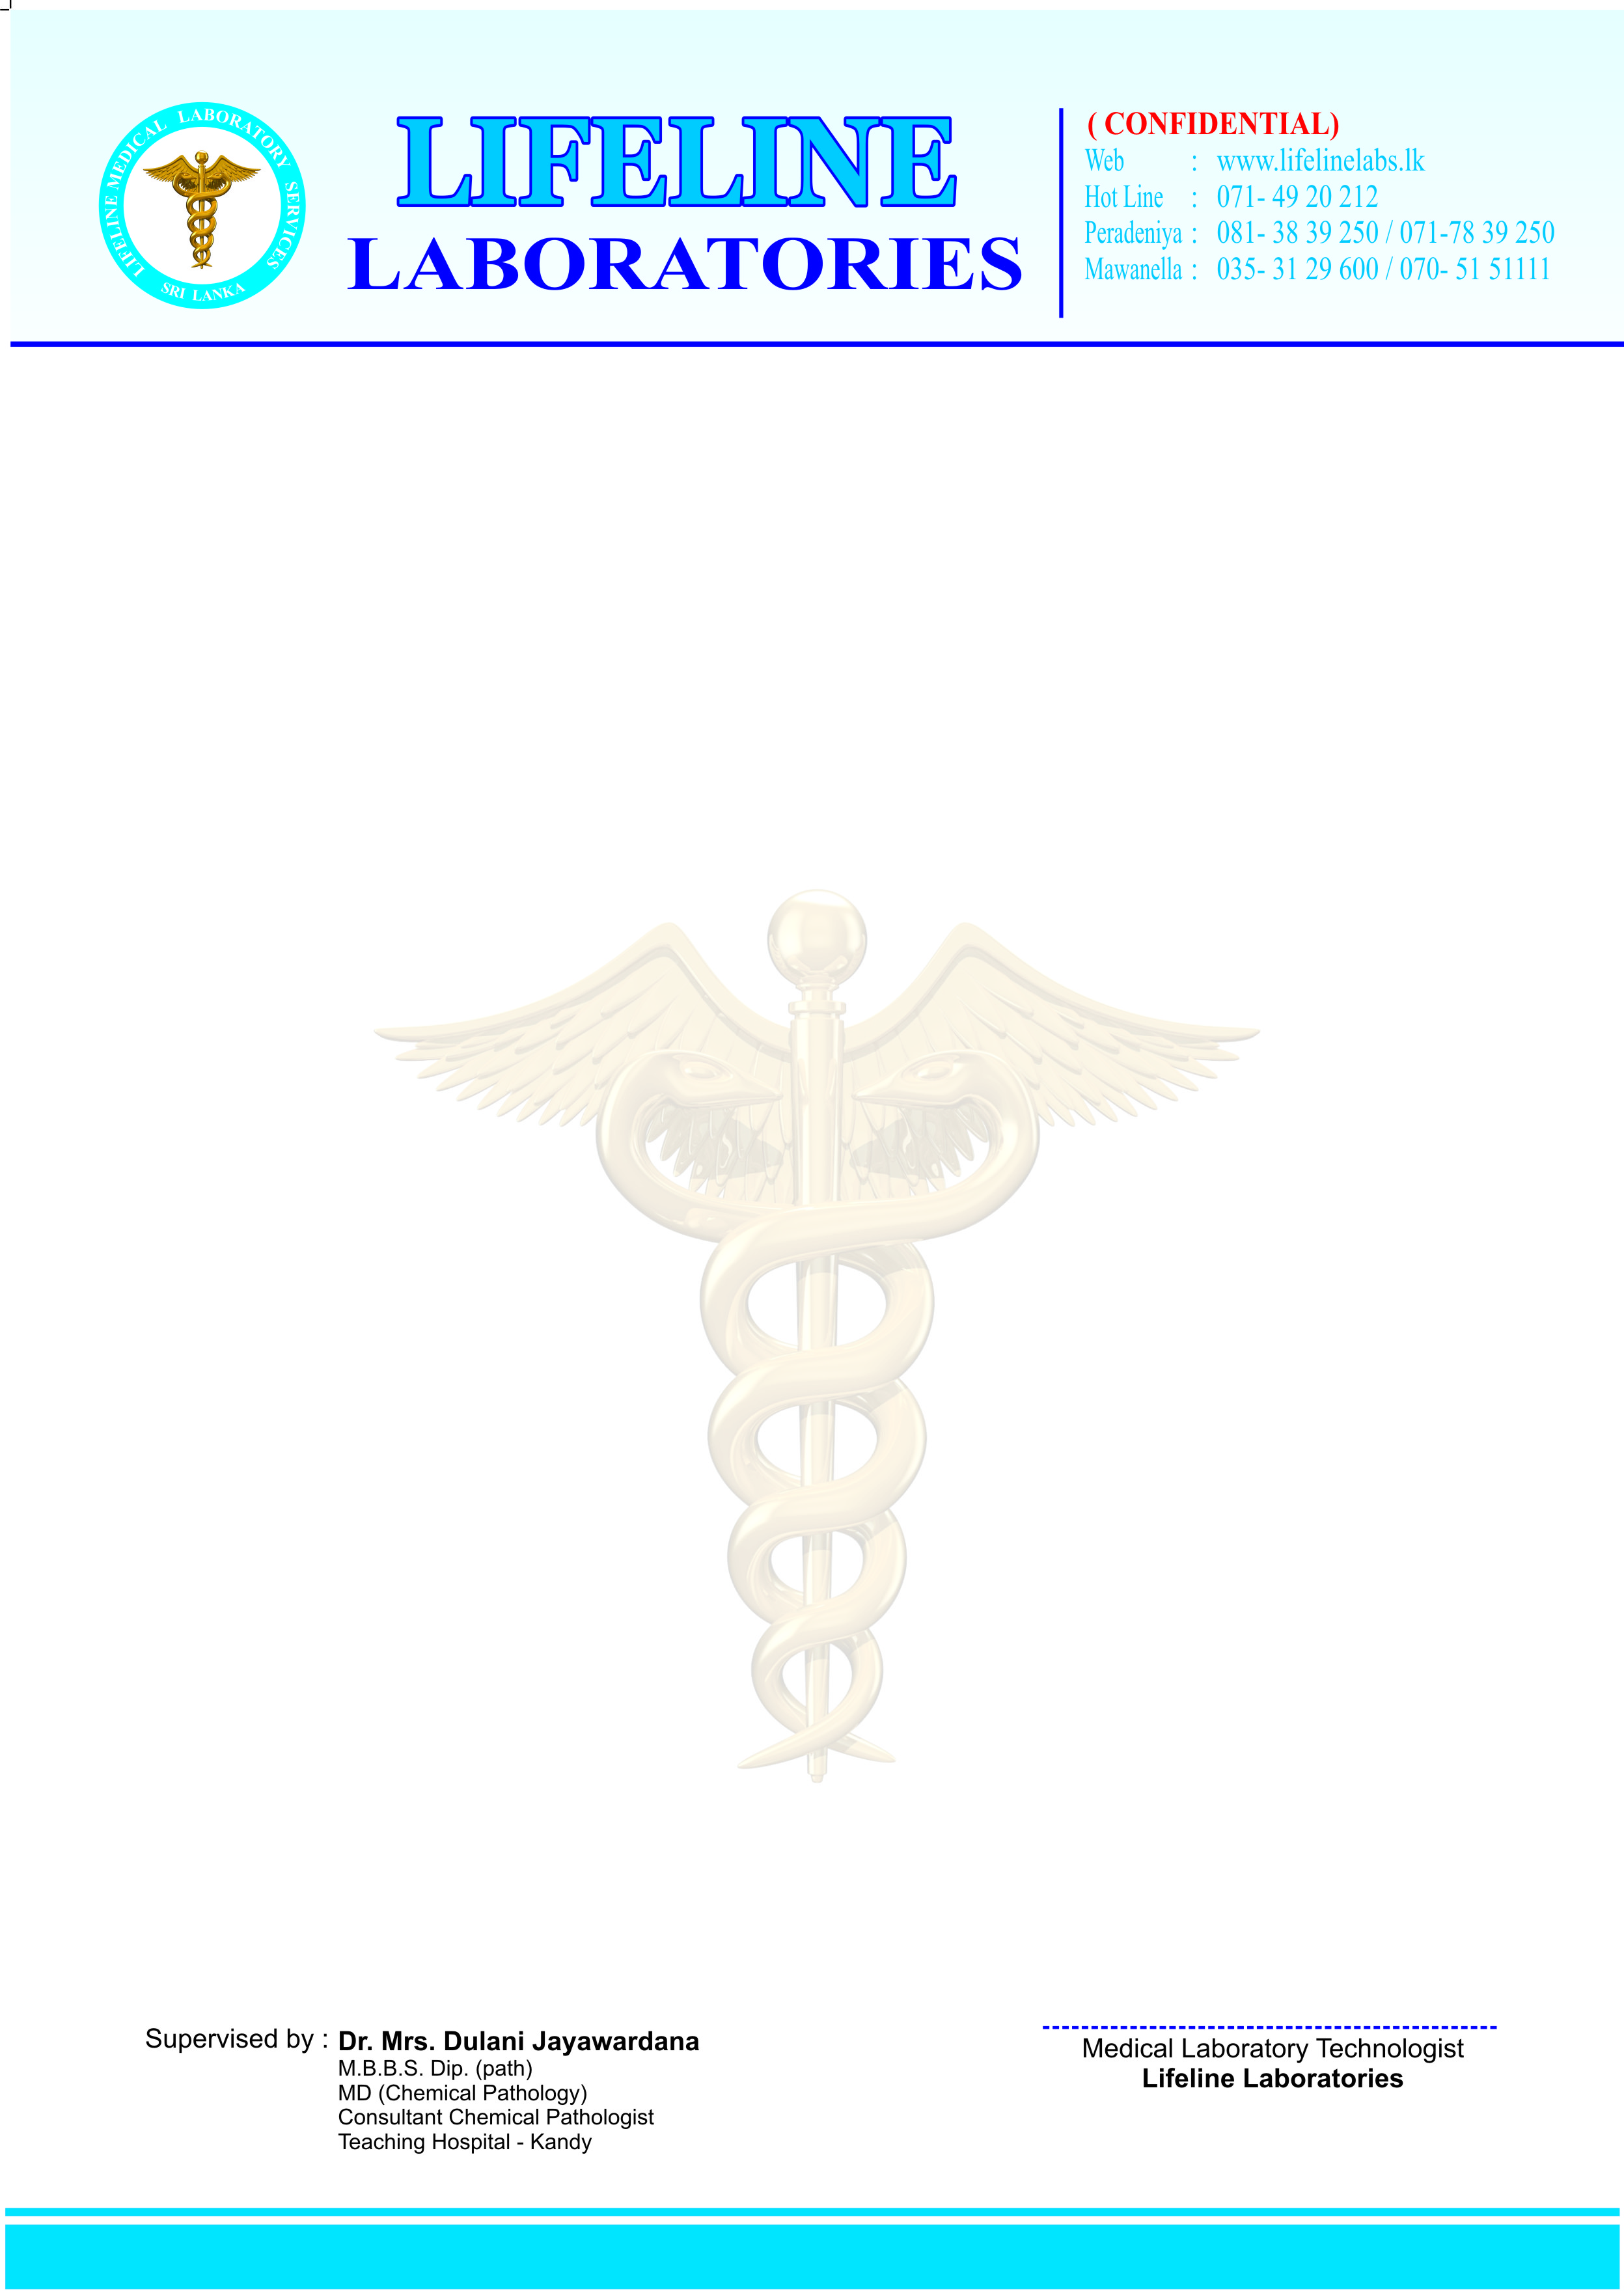 LIFELINE MEDICAL LABORATORY SERVICES
SRI LANKA
LIFELINE
LABORATORIES
( CONFIDENTIAL)
Web : www.lifelinelabs.lk
Hot Line : 071- 49 20 212
Peradeniya : 081- 38 39 250 / 071-78 39 250
Mawanella : 035- 31 29 600 / 070- 51 51111
Supervised by : Dr. Mrs. Dulani Jayawardana
M.B.B.S. Dip. (path)
MD (Chemical Pathology)
Consultant Chemical Pathologist
Teaching Hospital - Kandy
Medical Laboratory Technologist
Lifeline Laboratories